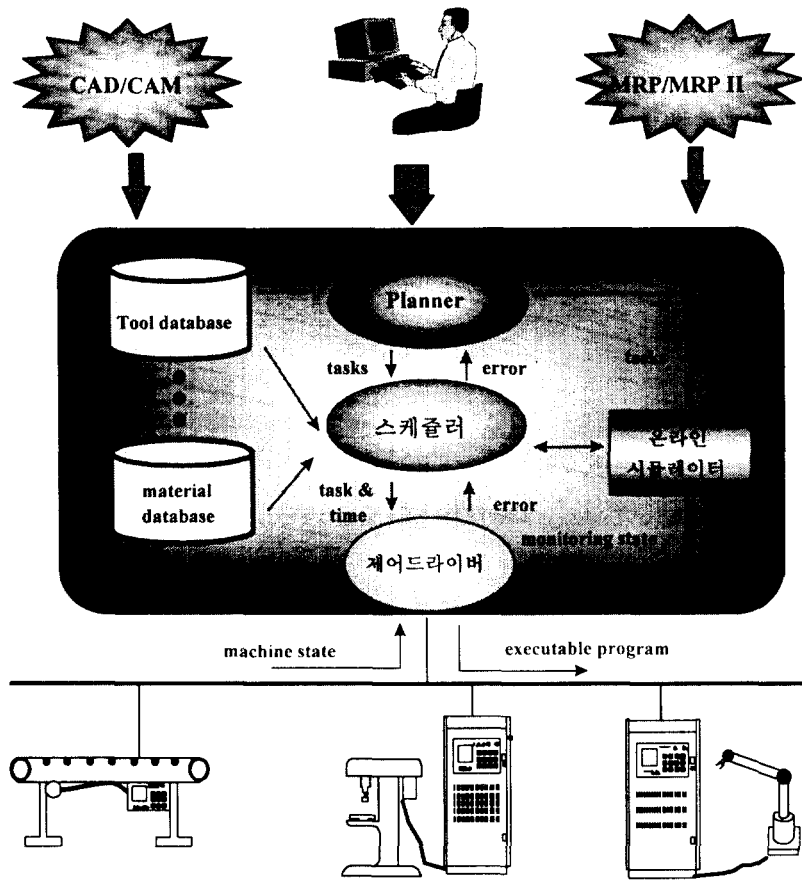 CAD/CAM
MRP/MRP II
Tool database
Planner
tasks
error
tasks
스케줄러
온라인
시뮬레이터
material
database
task &
time
error
제어드라이버
monitoring state
machine state
executable program